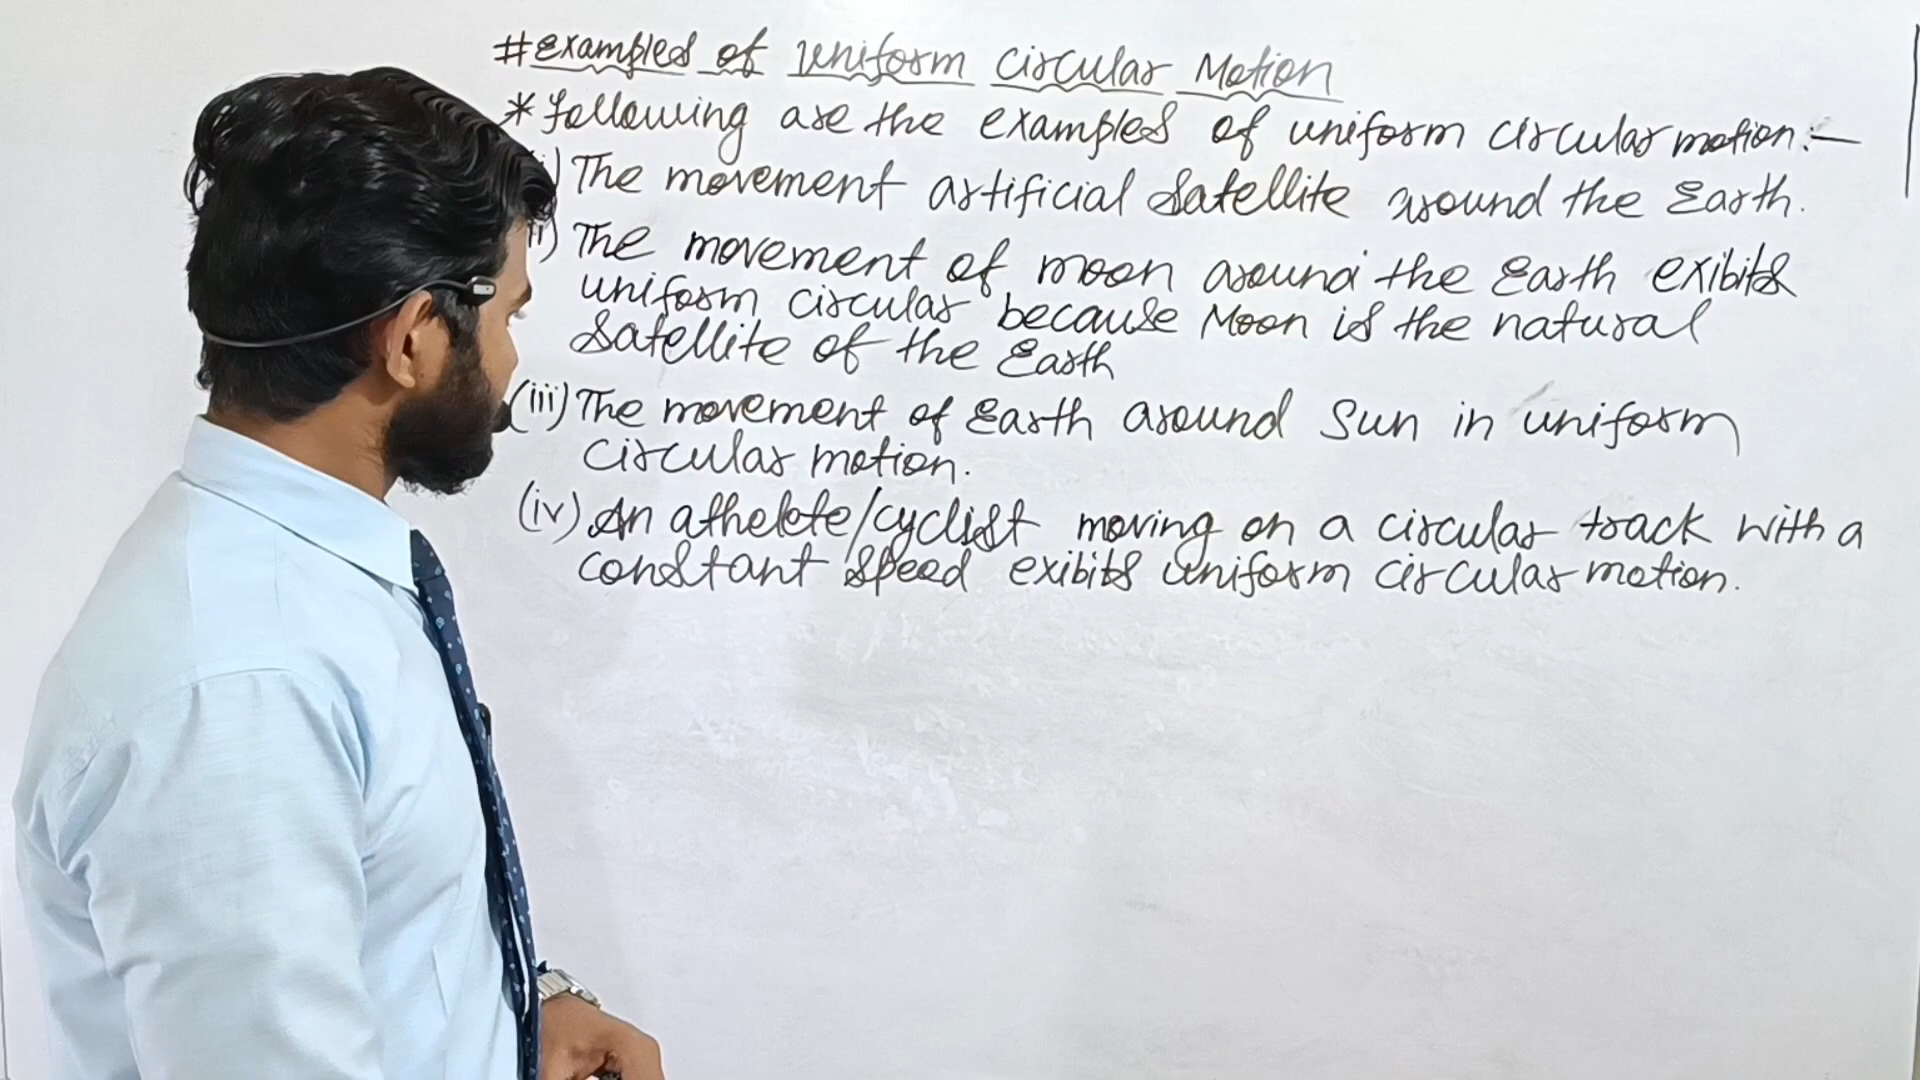 #Examples of Uniform Circular Motion
*Following are the examples of uniform circular motion:-
i) The movement artificial Satellite around the Earth.
ii) The movement of moon around the Earth exibits
uniform circular because Moon is the natural
Satellite of the Earth
(iii) The movement of Earth around Sun in uniform
circular motion.
(iv) An athelete/cyclist moving on a circular track with a
constant speed exibits uniform circular motion.